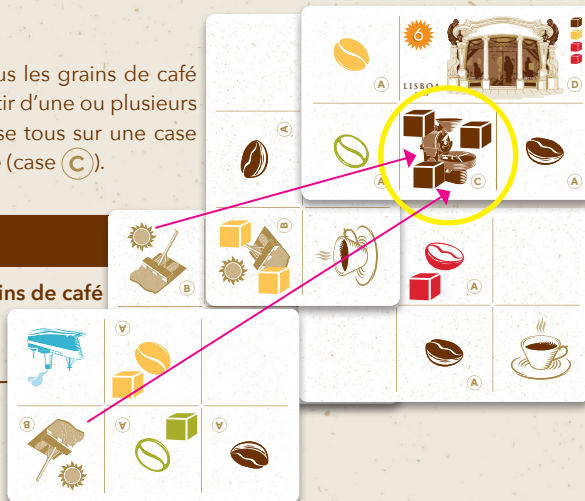 us les grains de café
tir d'une ou plusieurs
se tous sur une case
(case C).
ins de café
6
LISBOA
A
D
A
A
C
A
B
B
A
A
A
B
A